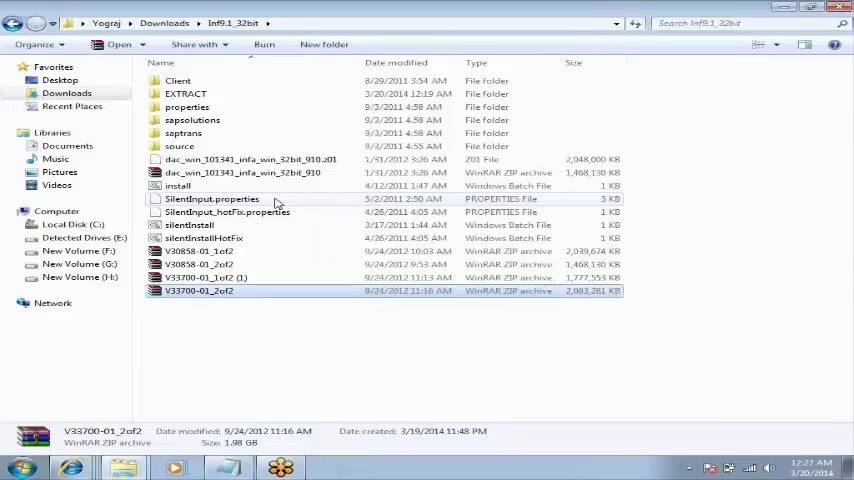 Yograj Downloads Inf9.1_32bit Search Inf9.1_32bit
Organize Open Share with Burn New folder
Favorites
Desktop
Downloads
Recent Places
Libraries
Documents
Music
Pictures
Videos
Computer
Local Disk (C:)
Detected Drives (E:)
New Volume (F:)
New Volume (G:)
New Volume (H:)
Network
Name Date modified Type Size
Client 8/29/2011 3:54 AM File folder
EXTRACT 3/20/2014 12:19 AM File folder
properties 9/3/2011 4:58 AM File folder
sapsolutions 9/3/2011 4:58 AM File folder
saptrans 9/3/2011 4:58 AM File folder
source 9/3/2011 4:58 AM File folder
dac_win_101341_infa_win_32bit_910.z01 1/31/2012 3:26 AM Z01 File 2,048,000 KB
dac_win_101341_infa_win_32bit_910 1/31/2012 3:26 AM WinRAR ZIP archive 1,468,130 KB
install 4/12/2011 1:47 AM Windows Batch File 1 KB
SilentInput.properties 5/2/2011 2:50 AM PROPERTIES File 3 KB
SilentInput_hotFix.properties 4/26/2011 4:05 AM PROPERTIES File 1 KB
silentInstall 3/17/2011 1:44 AM Windows Batch File 1 KB
silentInstallHotFix 4/26/2011 4:05 AM Windows Batch File 1 KB
V30858-01_1of2 9/24/2012 10:03 AM WinRAR ZIP archive 2,039,674 KB
V30858-01_2of2 9/24/2012 9:53 AM WinRAR ZIP archive 1,468,130 KB
V33700-01_1of2 (1) 9/24/2012 11:13 AM WinRAR ZIP archive 1,777,553 KB
V33700-01_2of2 9/24/2012 11:16 AM WinRAR ZIP archive 2,083,281 KB
V33700-01_2of2 Date modified: 9/24/2012 11:16 AM Date created: 3/19/2014 11:48 PM
WinRAR ZIP archive Size: 1.98 GB
12:27 AM
3/20/2014